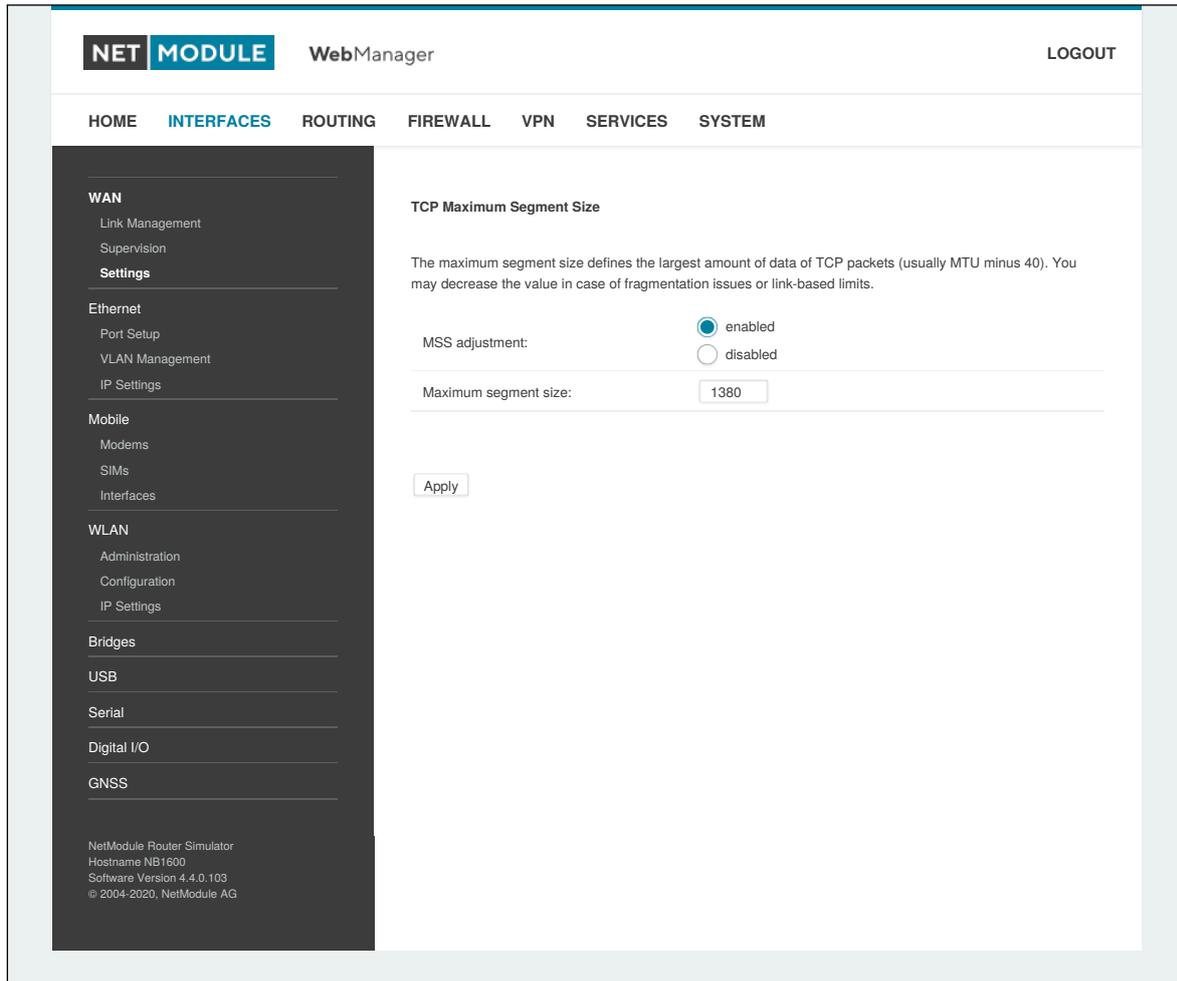 NET MODULE WebManager LOGOUT
HOME INTERFACES ROUTING FIREWALL VPN SERVICES SYSTEM
WAN
Link Management
Supervision
Settings
Ethernet
Port Setup
VLAN Management
IP Settings
Mobile
Modems
SIMs
Interfaces
WLAN
Administration
Configuration
IP Settings
Bridges
USB
Serial
Digital I/O
GNSS
NetModule Router Simulator
Hostname NB1600
Software Version 4.4.0.103
© 2004-2020, NetModule AG
TCP Maximum Segment Size
The maximum segment size defines the largest amount of data of TCP packets (usually MTU minus 40). You
may decrease the value in case of fragmentation issues or link-based limits.
MSS adjustment:
enabled
disabled
Maximum segment size: 1380
Apply